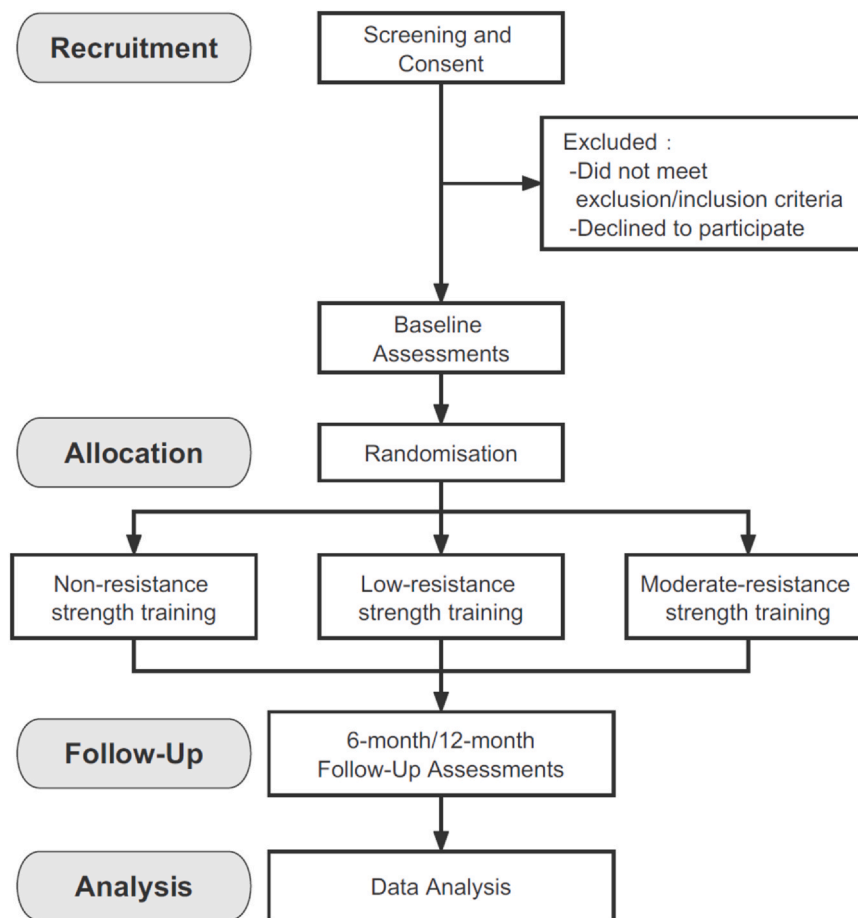 Recruitment
Screening and
Consent
Excluded：
-Did not meet
exclusion/inclusion criteria
-Declined to participate
Baseline
Assessments
Allocation
Randomisation
Non-resistance
strength training
Low-resistance
strength training
Moderate-resistance
strength training
Follow-Up
6-month/12-month
Follow-Up Assessments
Analysis
Data Analysis